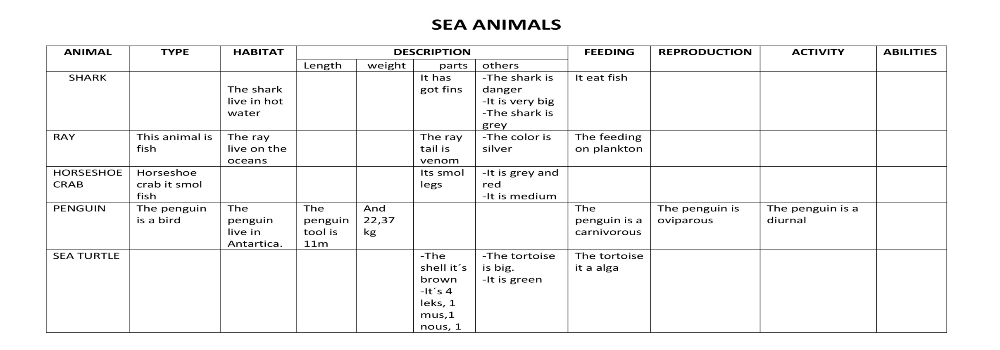 SEA ANIMALS
ANIMAL TYPE HABITAT DESCRIPTION FEEDING REPRODUCTION ACTIVITY ABILITIES
Length weight parts others
SHARK
The shark
live in hot
water
It has
got fins
-The shark is
danger
-It is very big
-The shark is
grey
It eat fish
RAY
This animal is
fish
The ray
live on the
oceans
The ray
tail is
venom
-The color is
silver
The feeding
on plankton
HORSESHOE
CRAB
Horseshoe
crab it smol
fish
Its smol
legs
-It is grey and
red
-It is medium
PENGUIN
The penguin
is a bird
The
penguin
live in
Antartica.
The
penguin
tool is
11m
And
22,37
kg
The
penguin is a
carnivorous
The penguin is
oviparous
The penguin is a
diurnal
SEA TURTLE
-The
shell it´s
brown
-It´s 4
leks, 1
mus,1
nous, 1
-The tortoise
is big.
-It is green
The tortoise
it a alga